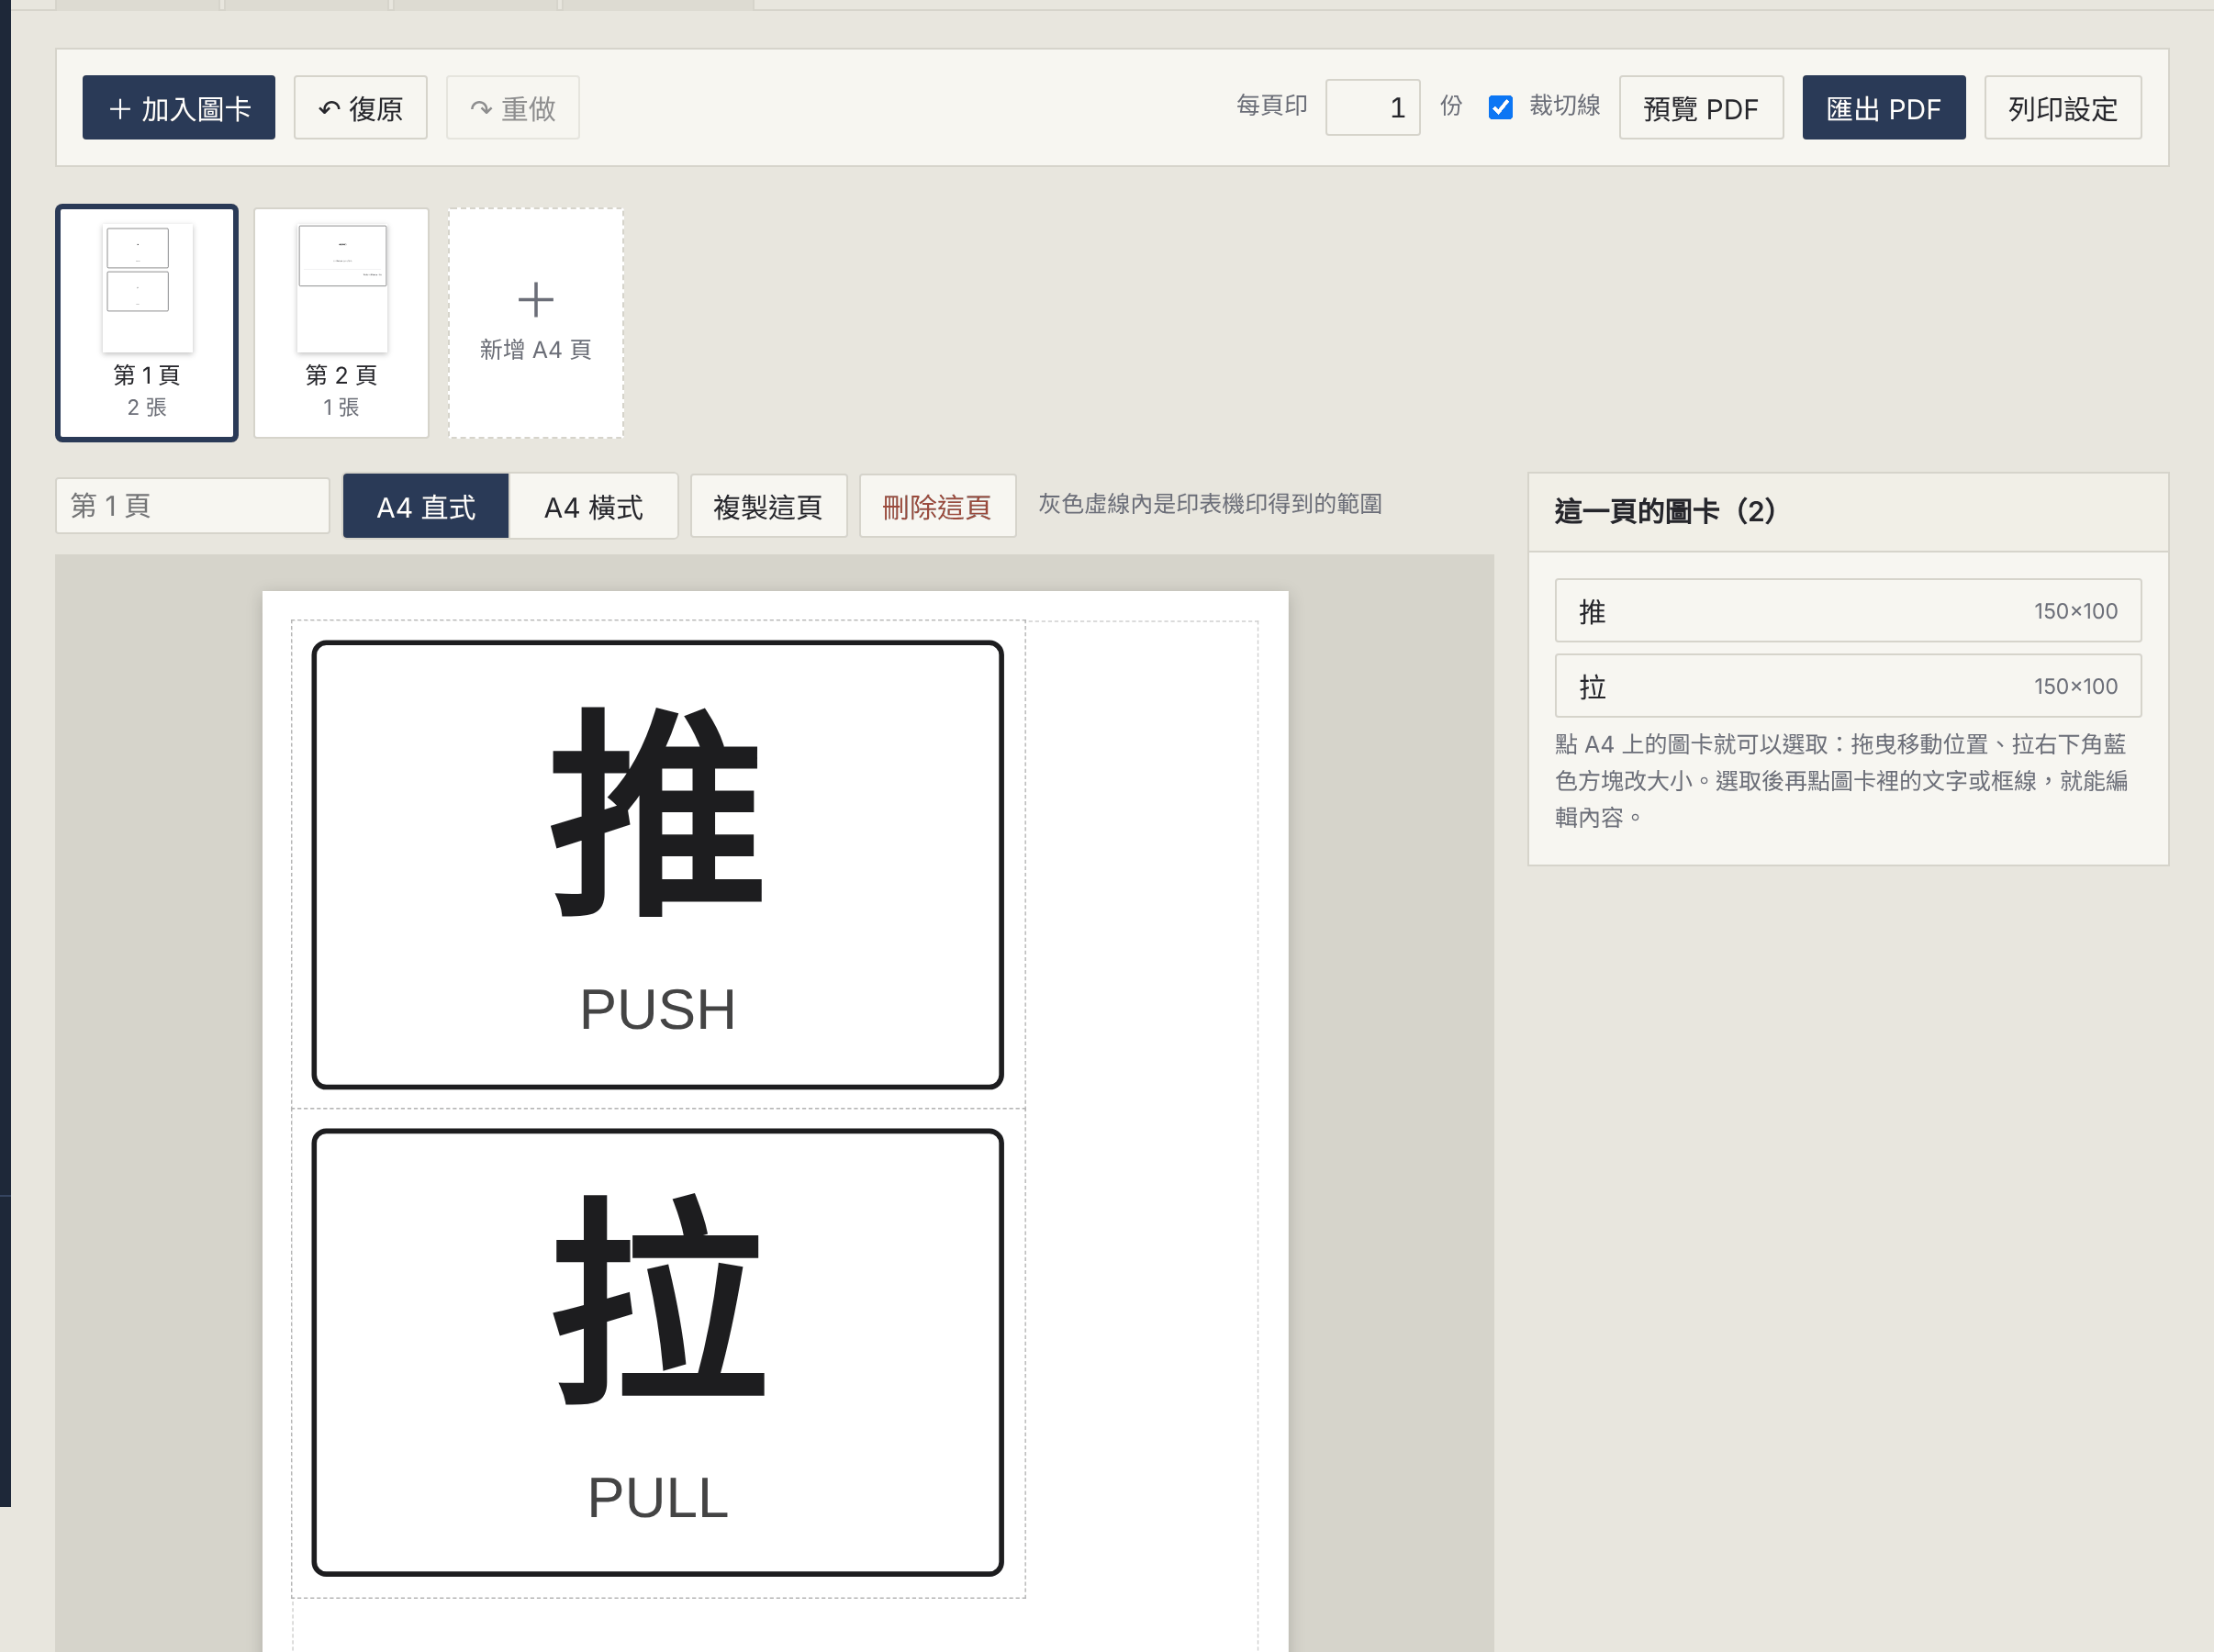 ＋ 加入圖卡 ↶ 復原 ↷ 重做 每頁印 1 份 裁切線 預覽 PDF 匯出 PDF 列印設定
第 1 頁
2 張
第 2 頁
1 張
＋
新增 A4 頁
第 1 頁 A4 直式 A4 橫式 複製這頁 刪除這頁 灰色虛線內是印表機印得到的範圍
推
PUSH
拉
PULL
這一頁的圖卡（2）
推 150×100
拉 150×100
點 A4 上的圖卡就可以選取：拖曳移動位置、拉右下角藍
色方塊改大小。選取後再點圖卡裡的文字或框線，就能編
輯內容。